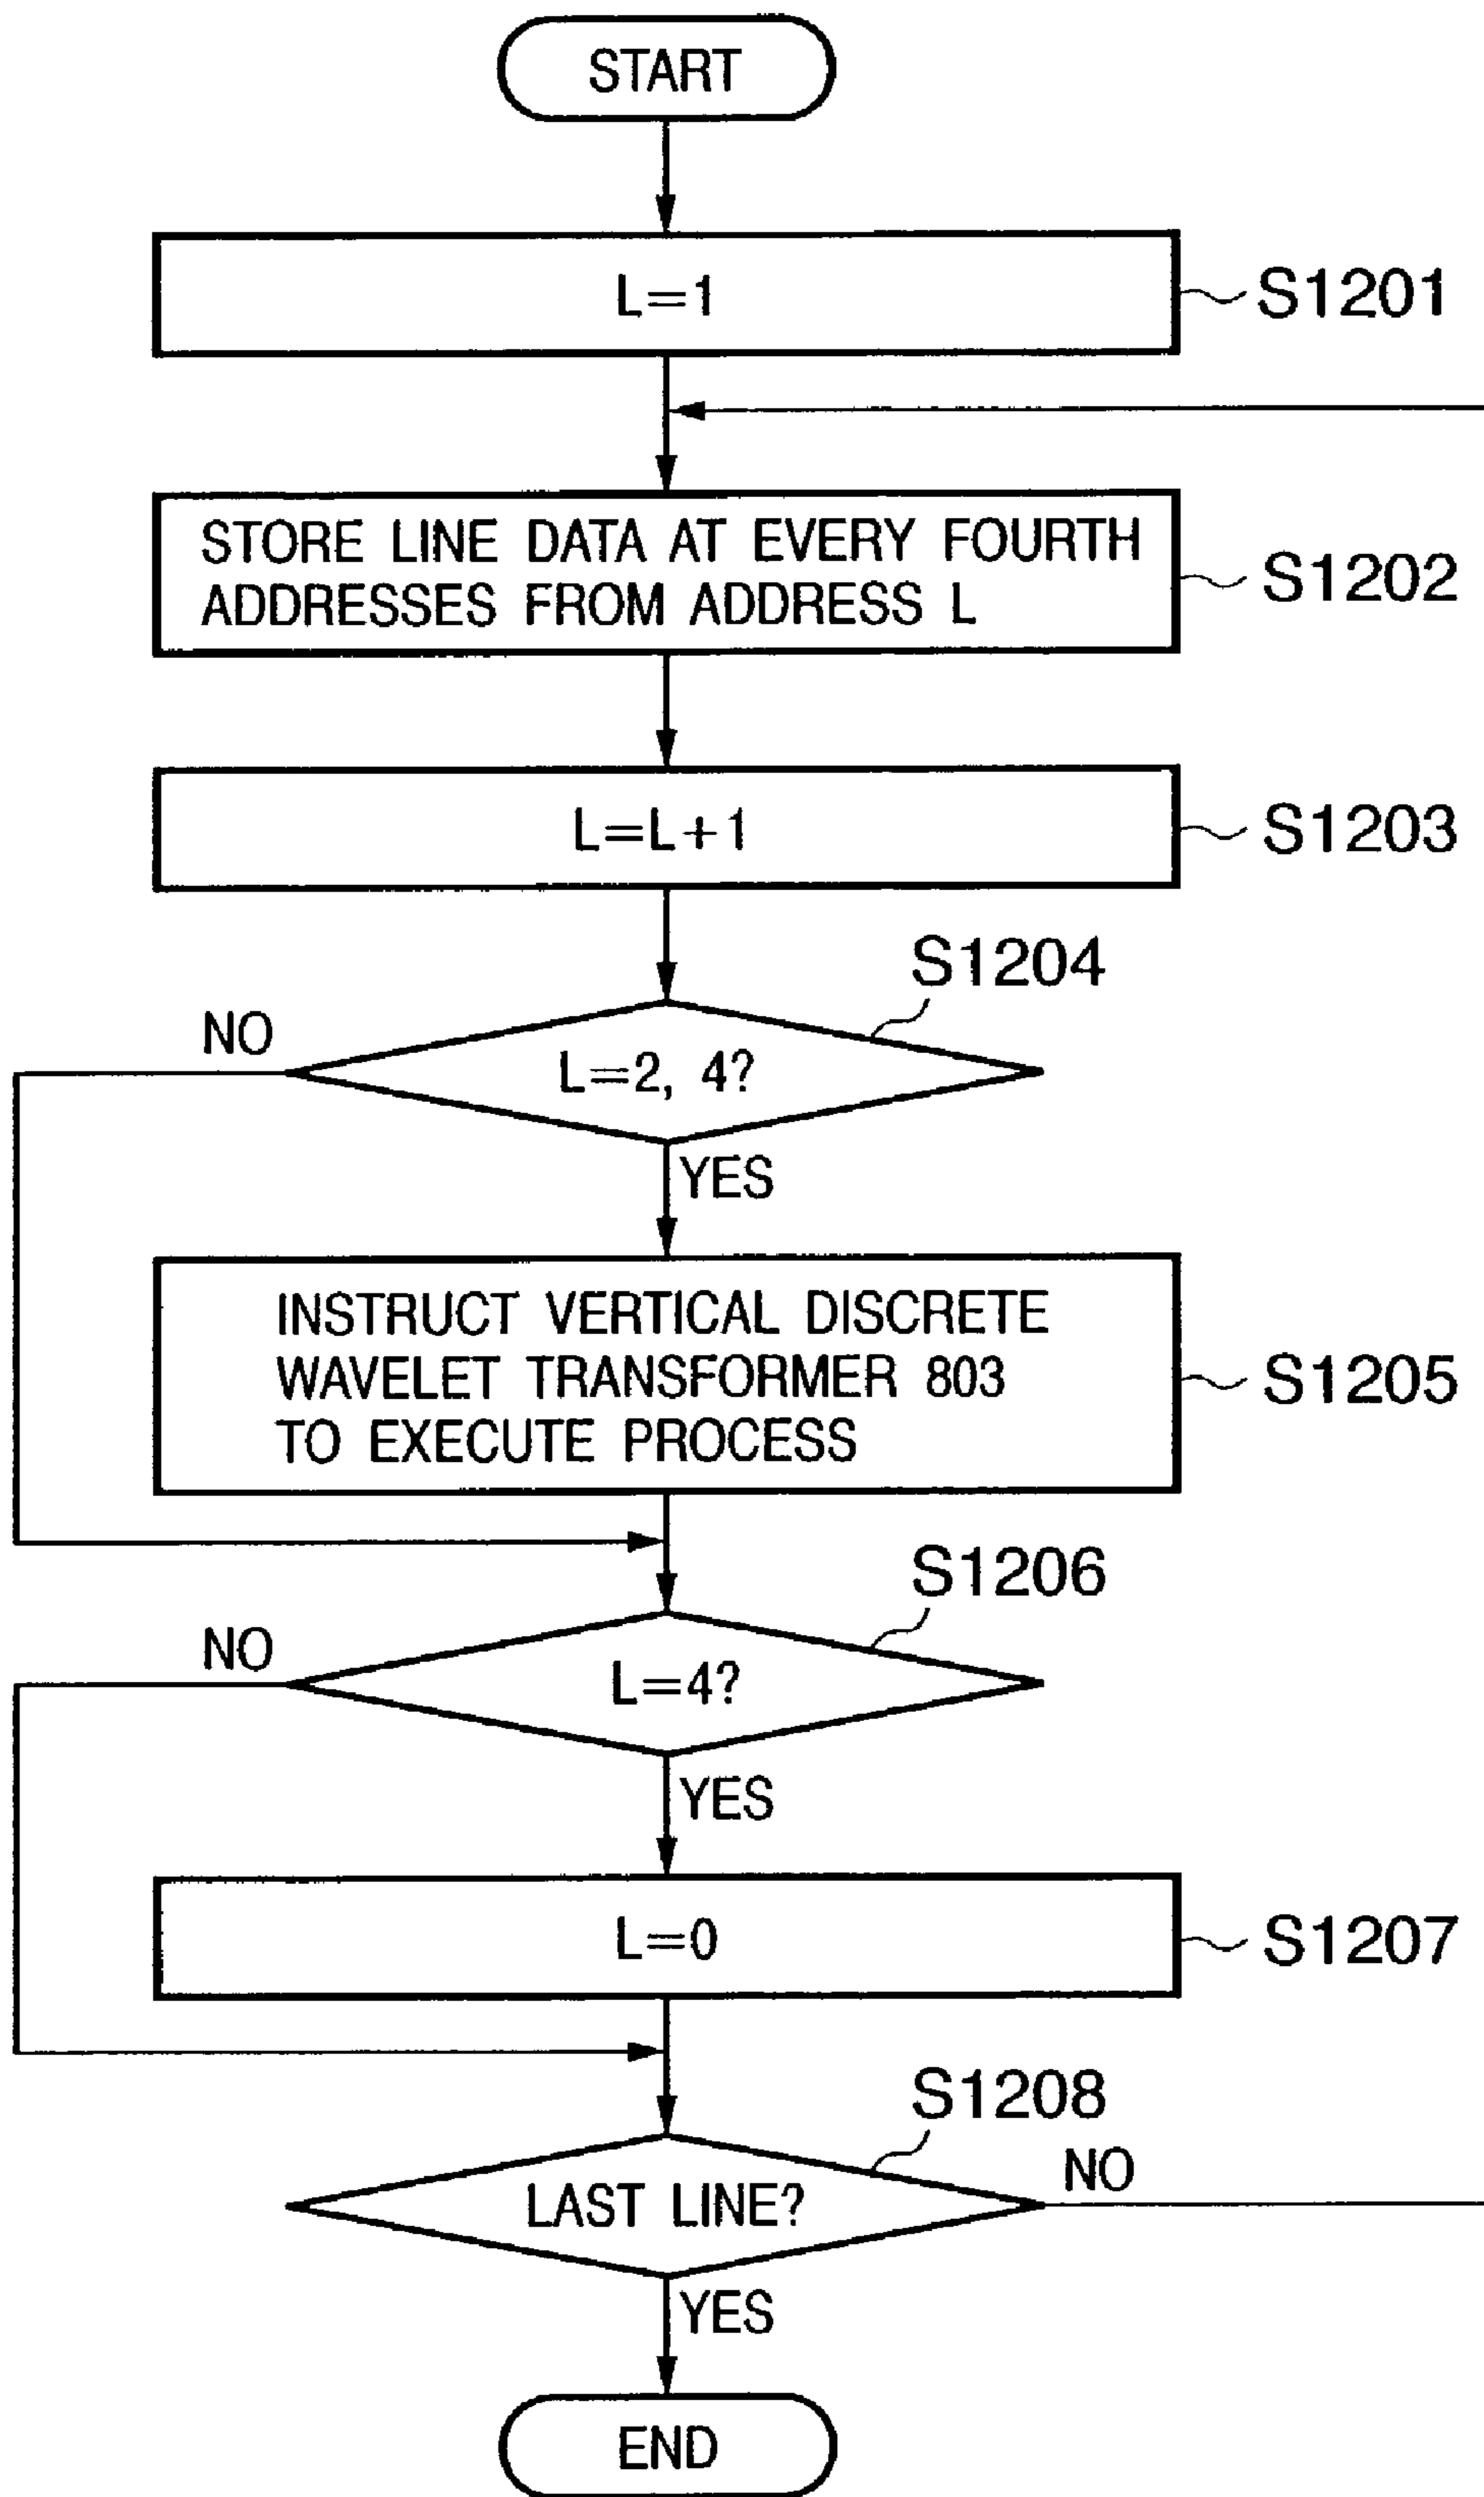 START
L=1
S1201
STORE LINE DATA AT EVERY FOURTH
ADDRESSES FROM ADDRESS L
S1202
L=L+1
S1203
S1204
NO
L=2, 4?
YES
INSTRUCT VERTICAL DISCRETE
WAVELET TRANSFORMER 803
TO EXECUTE PROCESS
S1205
S1206
NO
L=4?
YES
L=0
S1207
S1208
NO
LAST LINE?
YES
END